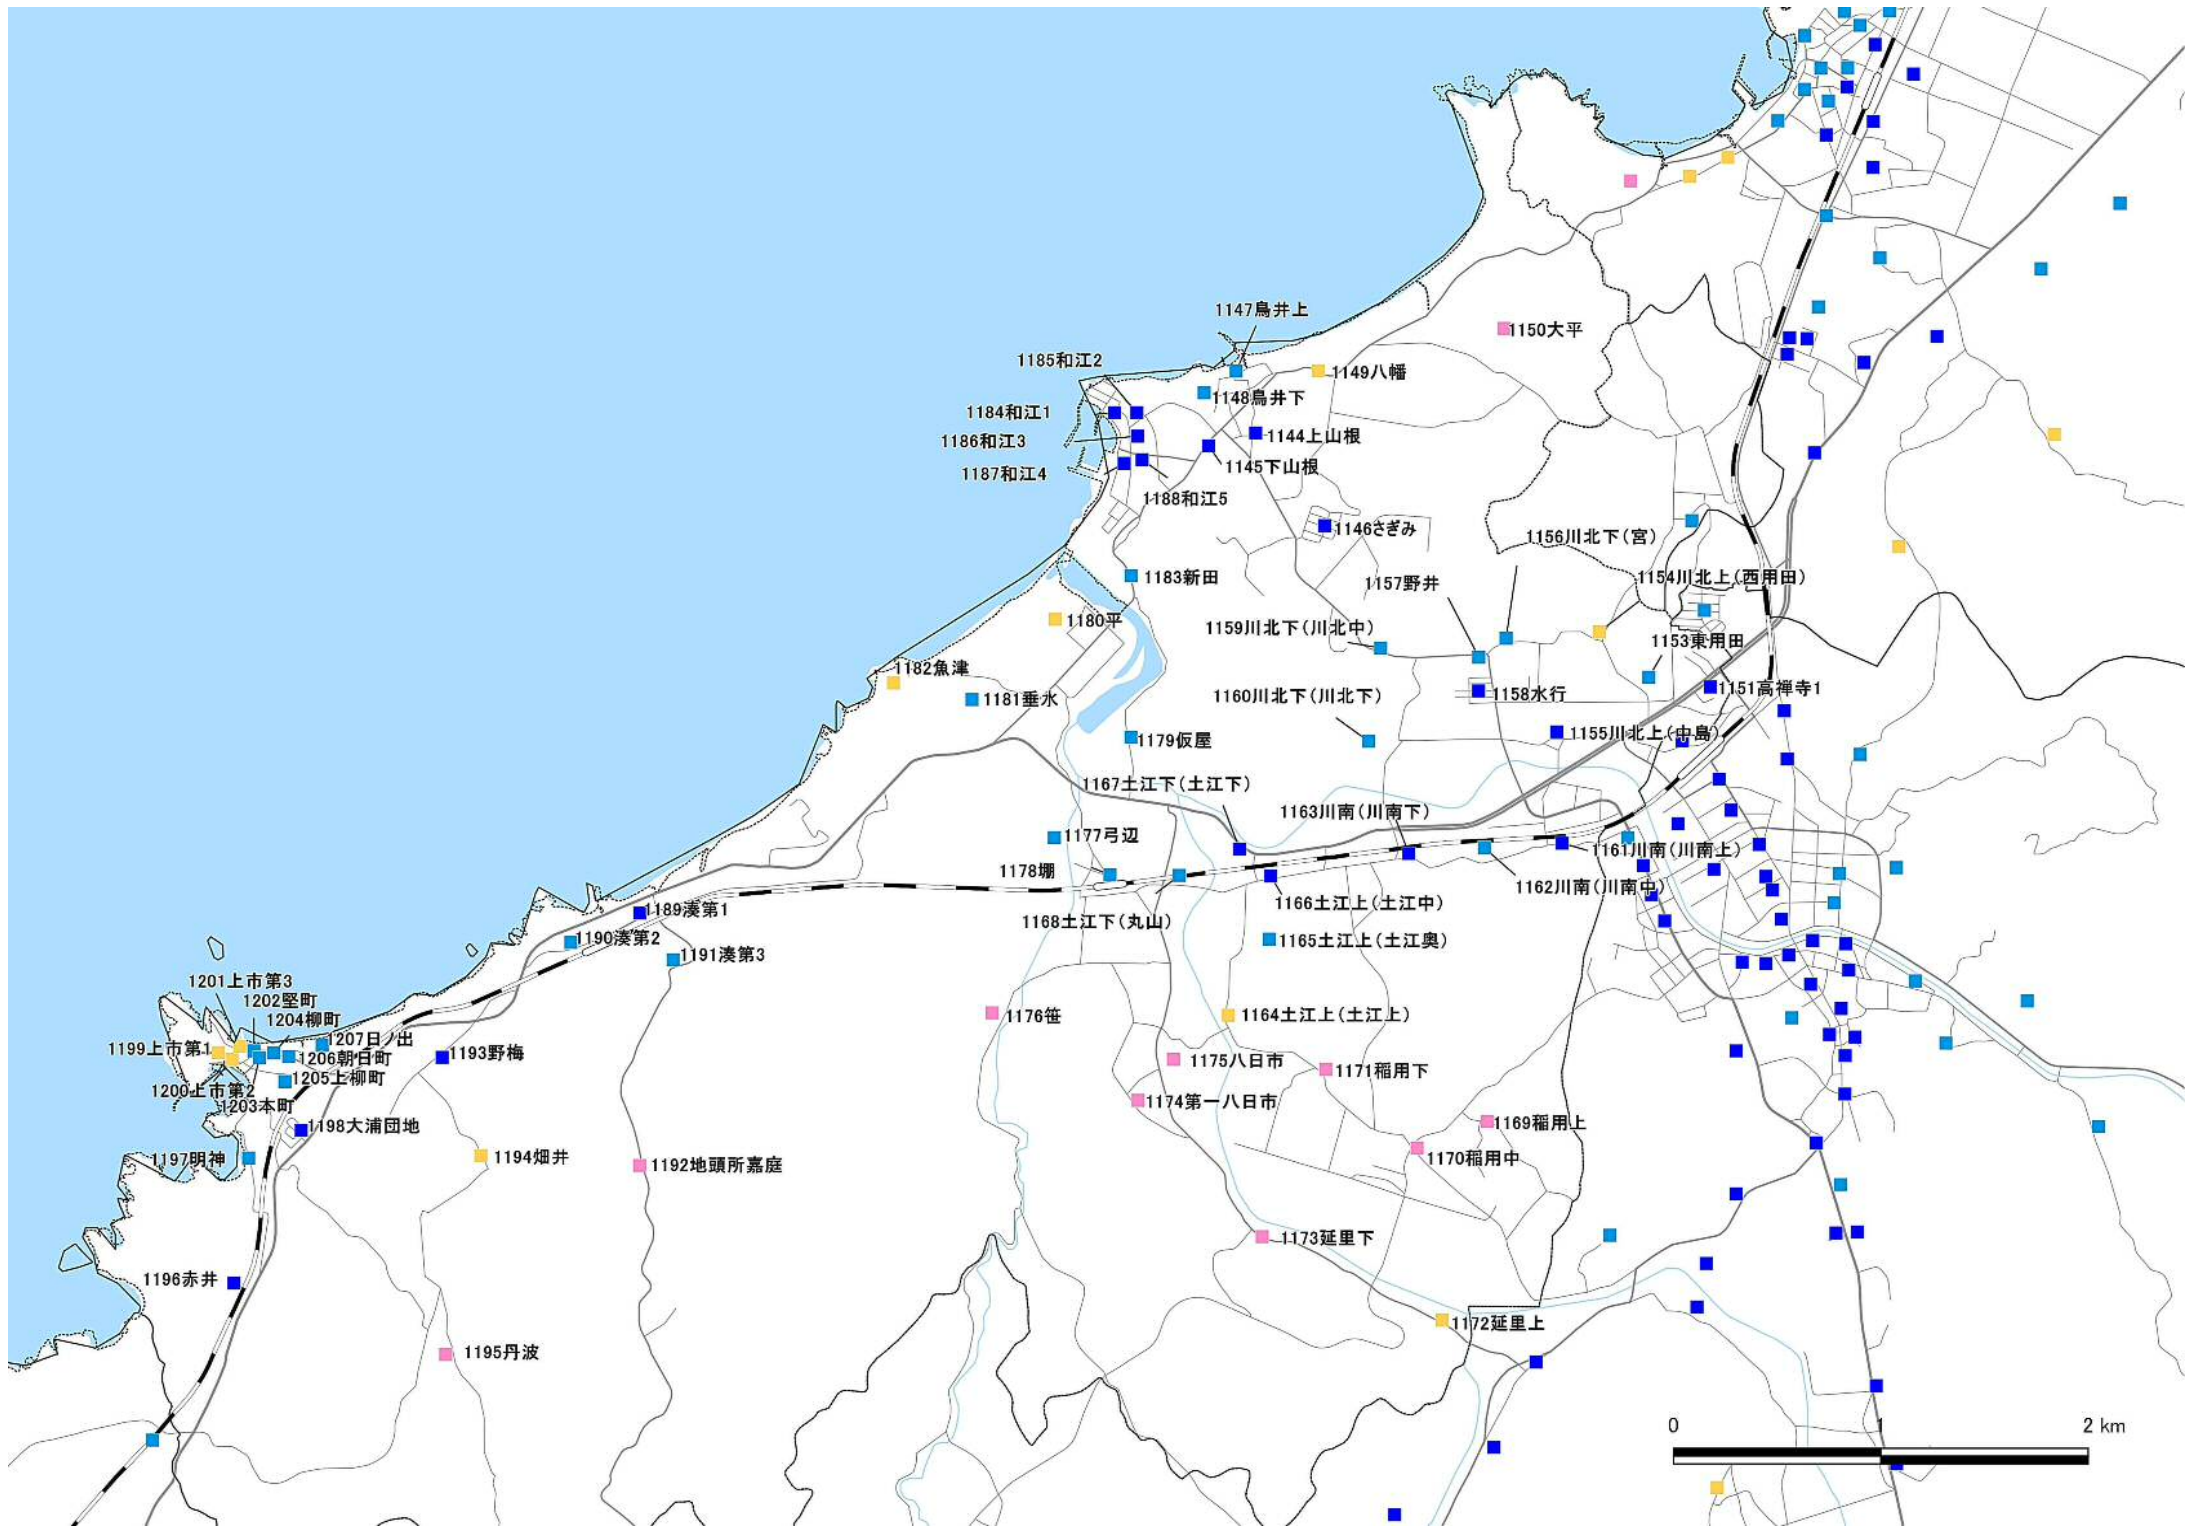 1147鳥井上
1150大平
1185和江2
1149八幡
1148鳥井下
1184和江1
1186和江3
1144上山根
1187和江4
1145下山根
1188和江5
1146さぎみ
1156川北下(宮)
1183新田
1157野井
1154川北上(西用田)
1180平
1159川北下(川北中)
1153東用田
1182魚津
1181垂水
1160川北下(川北下)
1158水行
1151高禅寺1
1179仮屋
1155川北上(中島)
1167土江下(土江下)
1163川南(川南下)
1177弓辺
1161川南(川南上)
1178堋
1162川南(川南中)
1166土江上(土江中)
1189湊第1
1168土江下(丸山)
1190湊第2
1165土江上(土江奥)
1191湊第3
1201上市第3
1202堅町
1204柳町
1176笹
1164土江上(土江上)
1207日ノ出
1199上市第1
1206朝日町
1193野梅
1175八日市
1171稲用下
1205上柳町
1200上市第2
1203本町
1174第一八日市
1198大浦団地
1169稲用上
1197明神
1194畑井
1192地頭所嘉庭
1170稲用中
1173延里下
1196赤井
1172延里上
1195丹波
0 1 2 km